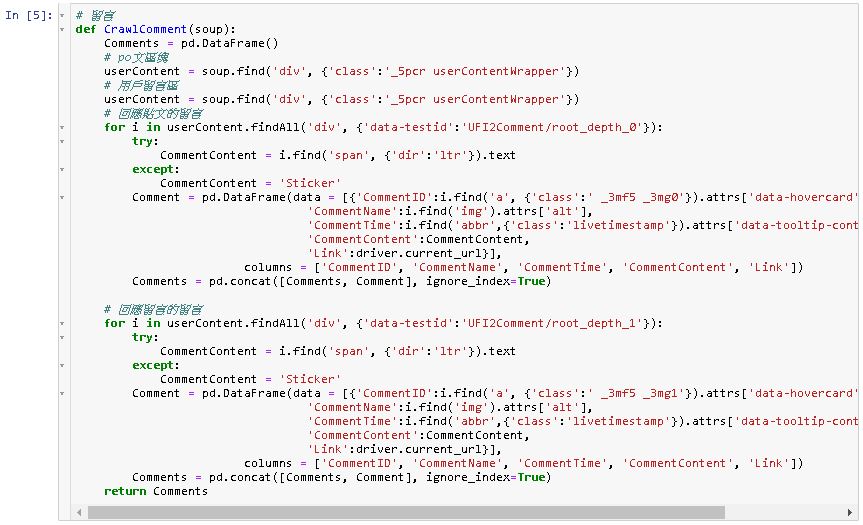 In [5]:
# 留言
def CrawlComment(soup):
    Comments = pd.DataFrame()
    # po文區塊
    userContent = soup.find('div', {'class':'_5pcr userContentWrapper'})
    # 用戶留言區
    userContent = soup.find('div', {'class':'_5pcr userContentWrapper'})
    # 回應貼文的留言
    for i in userContent.findAll('div', {'data-testid':'UFI2Comment/root_depth_0'}):
        try:
            CommentContent = i.find('span', {'dir':'ltr'}).text
        except:
            CommentContent = 'Sticker'
        Comment = pd.DataFrame(data = [{'CommentID':i.find('a', {'class':' _3mf5 _3mg0'}).attrs['data-hovercard'
                             'CommentName':i.find('img').attrs['alt'],
                             'CommentTime':i.find('abbr',{'class':'livetimestamp'}).attrs['data-tooltip-cont
                             'CommentContent':CommentContent,
                             'Link':driver.current_url}],
                    columns = ['CommentID', 'CommentName', 'CommentTime', 'CommentContent', 'Link'])
        Comments = pd.concat([Comments, Comment], ignore_index=True)
    # 回應留言的留言
    for i in userContent.findAll('div', {'data-testid':'UFI2Comment/root_depth_1'}):
        try:
            CommentContent = i.find('span', {'dir':'ltr'}).text
        except:
            CommentContent = 'Sticker'
        Comment = pd.DataFrame(data = [{'CommentID':i.find('a', {'class':' _3mf5 _3mg1'}).attrs['data-hovercard'
                             'CommentName':i.find('img').attrs['alt'],
                             'CommentTime':i.find('abbr',{'class':'livetimestamp'}).attrs['data-tooltip-cont
                             'CommentContent':CommentContent,
                             'Link':driver.current_url}],
                    columns = ['CommentID', 'CommentName', 'CommentTime', 'CommentContent', 'Link'])
        Comments = pd.concat([Comments, Comment], ignore_index=True)
    return Comments